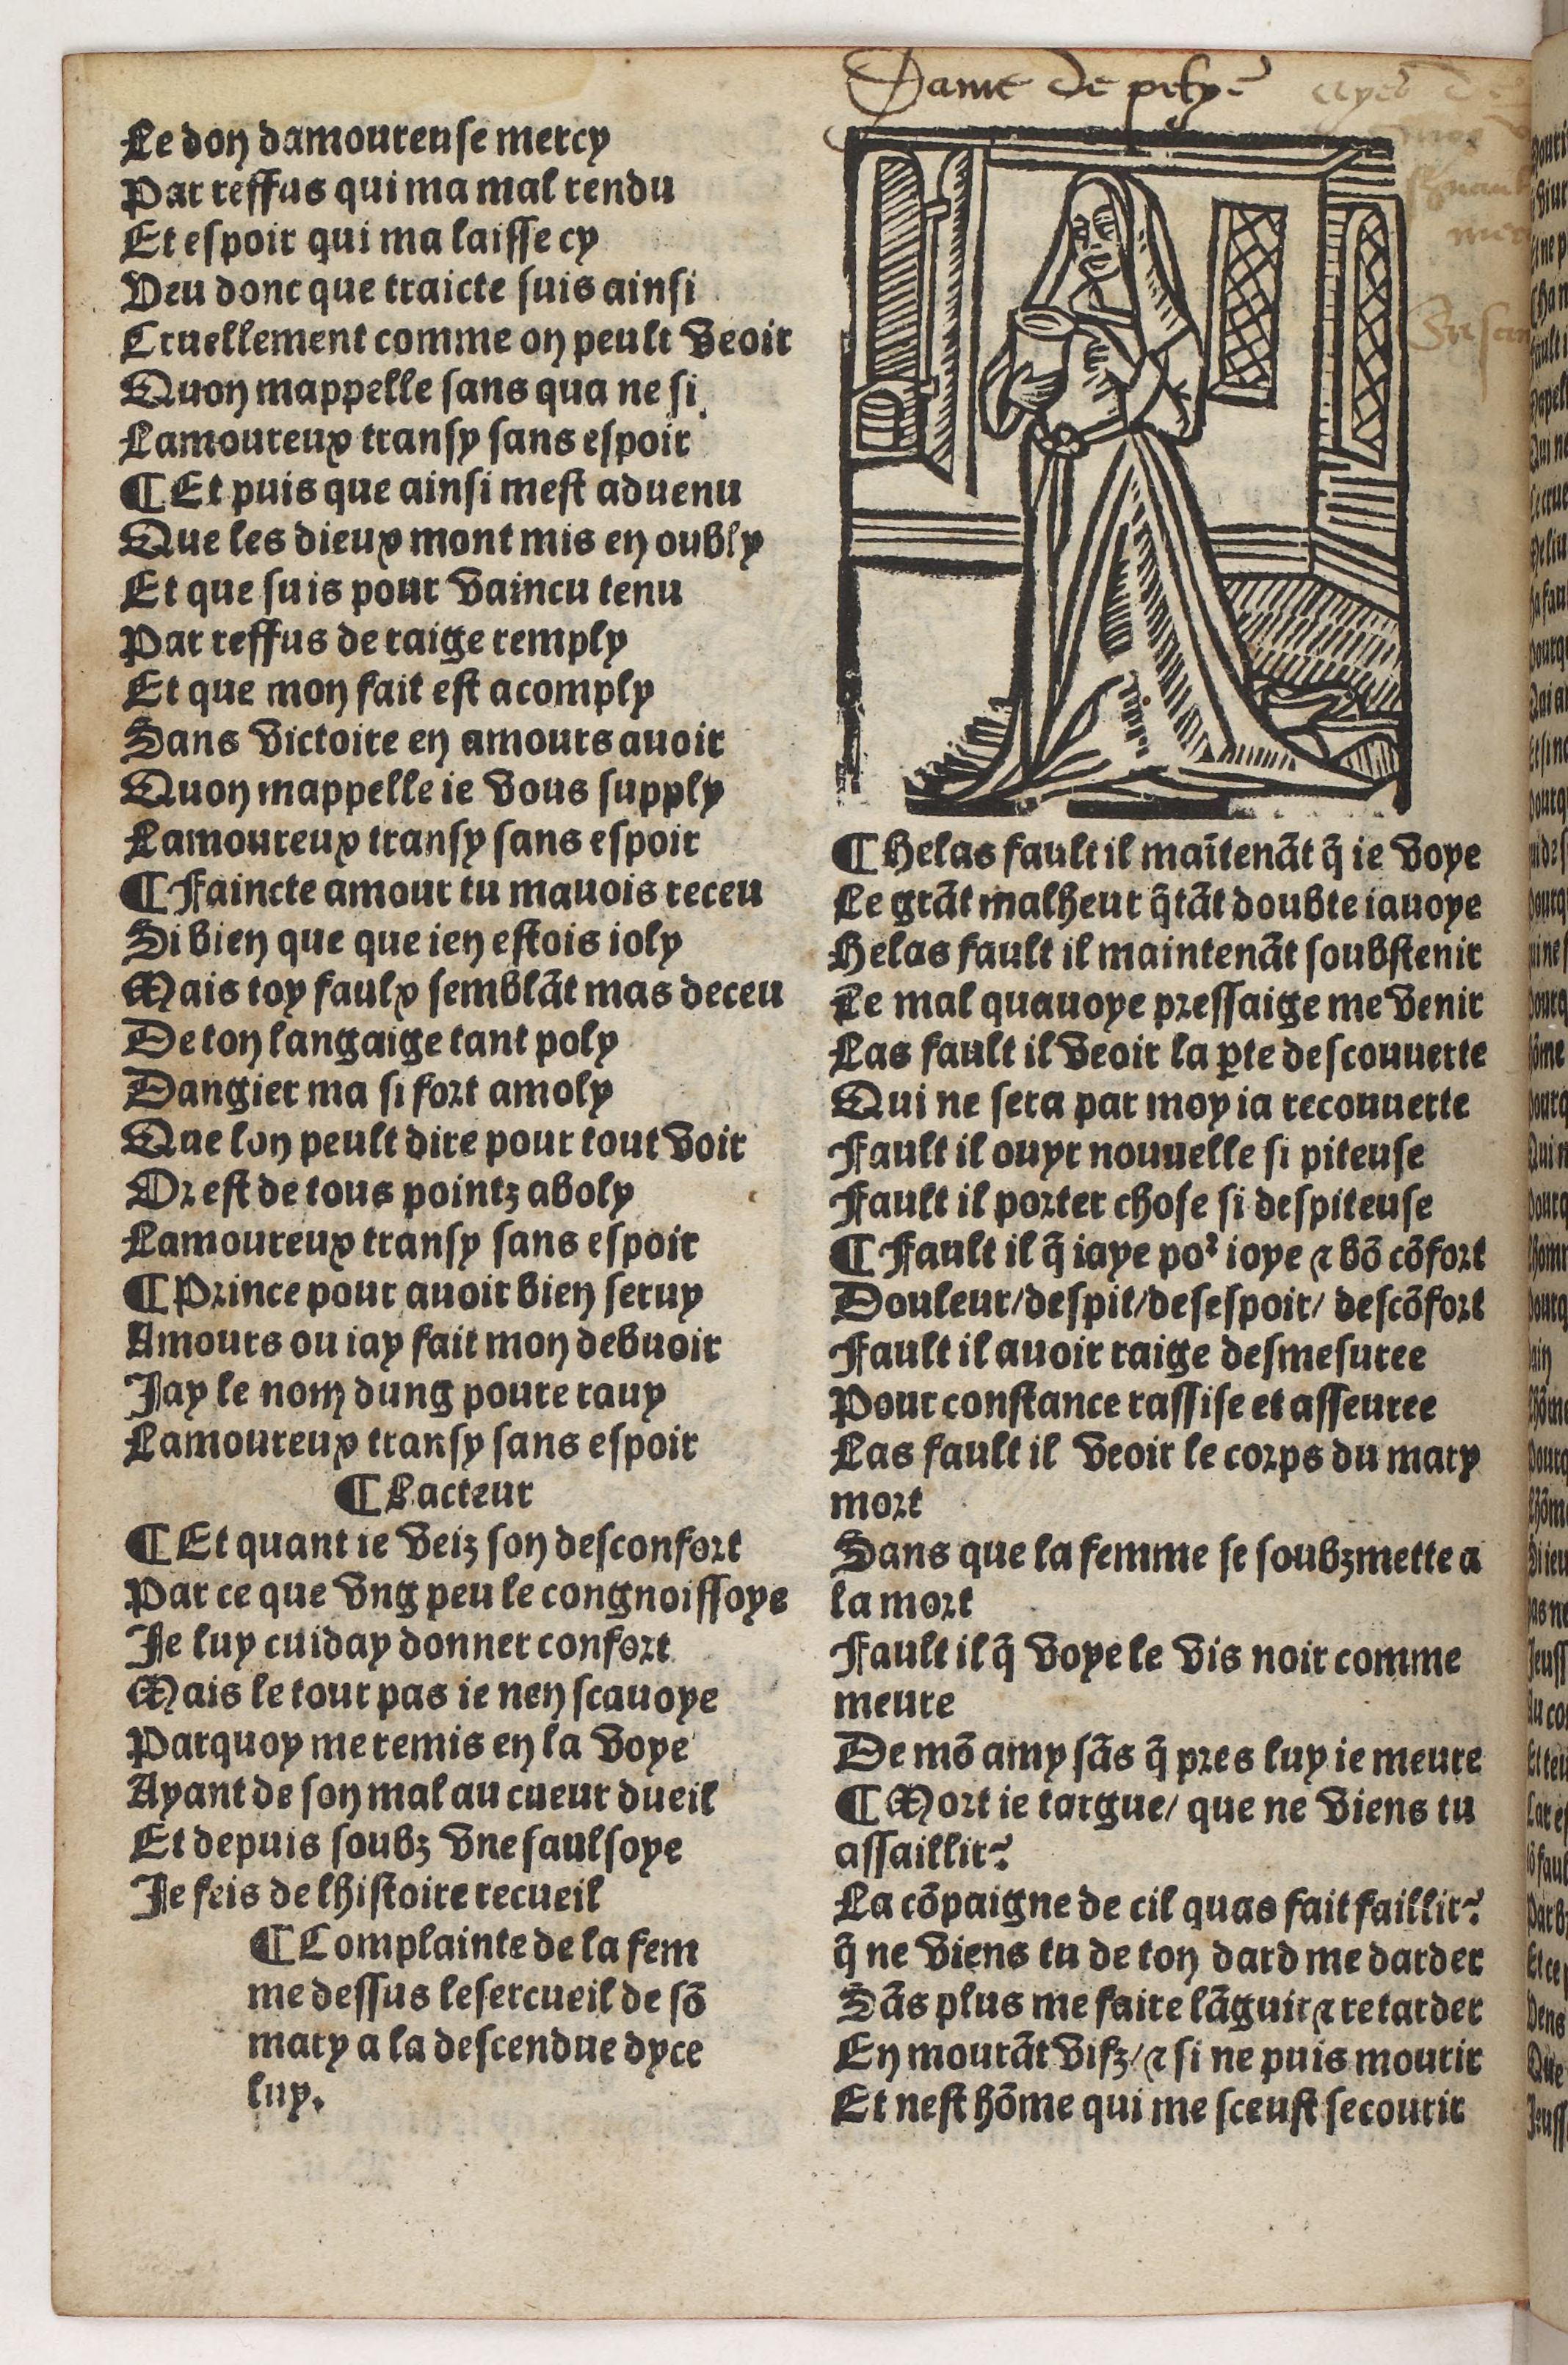 Le don damoureuse mercy
Par reffus qui ma mal rendu
Et espoir qui ma laisse cy
Veu donc que traicte suis ainsi
Cruellement comme on peult veoir
Quon mappelle sans qua ne si.
Lamoureux transy sans espoir
¶ Et puis que ainsi mest aduenu
Que les dieux mont mis en oubly
Et que suis pour vaincu tenu
Par reffus de raige remply
Et que mon fait est acomply
Sans victoire en amours auoir
Quon mappelle ie vous supply
Lamoureux transy sans espoir
¶ Faincte amour tu mauois receu
Si bien que que ien estois ioly
Mais toy faulx semblāt mas deceu
De ton langaige tant poly
Dangier ma si fort amoly
Que lon peult dire pour tout voir
Or est de tous pointz aboly
Lamoureux transy sans espoir
¶ Prince pour auoir bien seruy
Amours ou iay fait mon debuoir
Jay le nom dung poure rauy
Lamoureux transy sans espoir
¶ Lacteur
¶ Et quant ie veiz son desconfort
Par ce que vng peu le congnoissoye
Je luy cuiday donner confort
Mais le tour pas ie nen scauoye
Parquoy me remis en la voye
Ayant de son mal au cueur dueil
Et depuis soubz vne faulsoye
Je feis de lhistoire recueil
¶ Complainte de la fem
me dessus lesercueil de sō
mary a la descendue dyce
luy.
Dame de
¶ Helas fault il maītenāt q̄ ie voye
Le grāt malheur q̄ tāt doubte iauoye
Helas fault il maintenāt soubstenir
Le mal quauoye pressaige me venir
Las fault il veoir la ꝑte descouuerte
Qui ne sera par moy ia recouuerte
Fault il ouyr nouuelle si piteuse
Fault il porter chose si despiteuse
¶ Fault il q̄ iaye po² ioye ⁊ bō cōfort
Douleur/despit/desespoir/ descōfort
Fault il auoir raige desmesuree
Pour constance rassise et asseuree
Las fault il veoir le corps du mary
mort
Sans que la femme se soubzmette a
la mort
Fault il q̄ voye le vis noir comme
meure
De mō amy sās q̄ pres luy ie meure
¶ Mort ie targue/ que ne viens tu
assaillir?
La cōpaigne de cil quas fait faillir?
q̄ ne viens tu de ton dard me darder
Sās plus me faire lāguir ⁊ retarder
En mourāt vifz/⁊ si ne puis mourir
Et nest hōme qui me sceust secourir